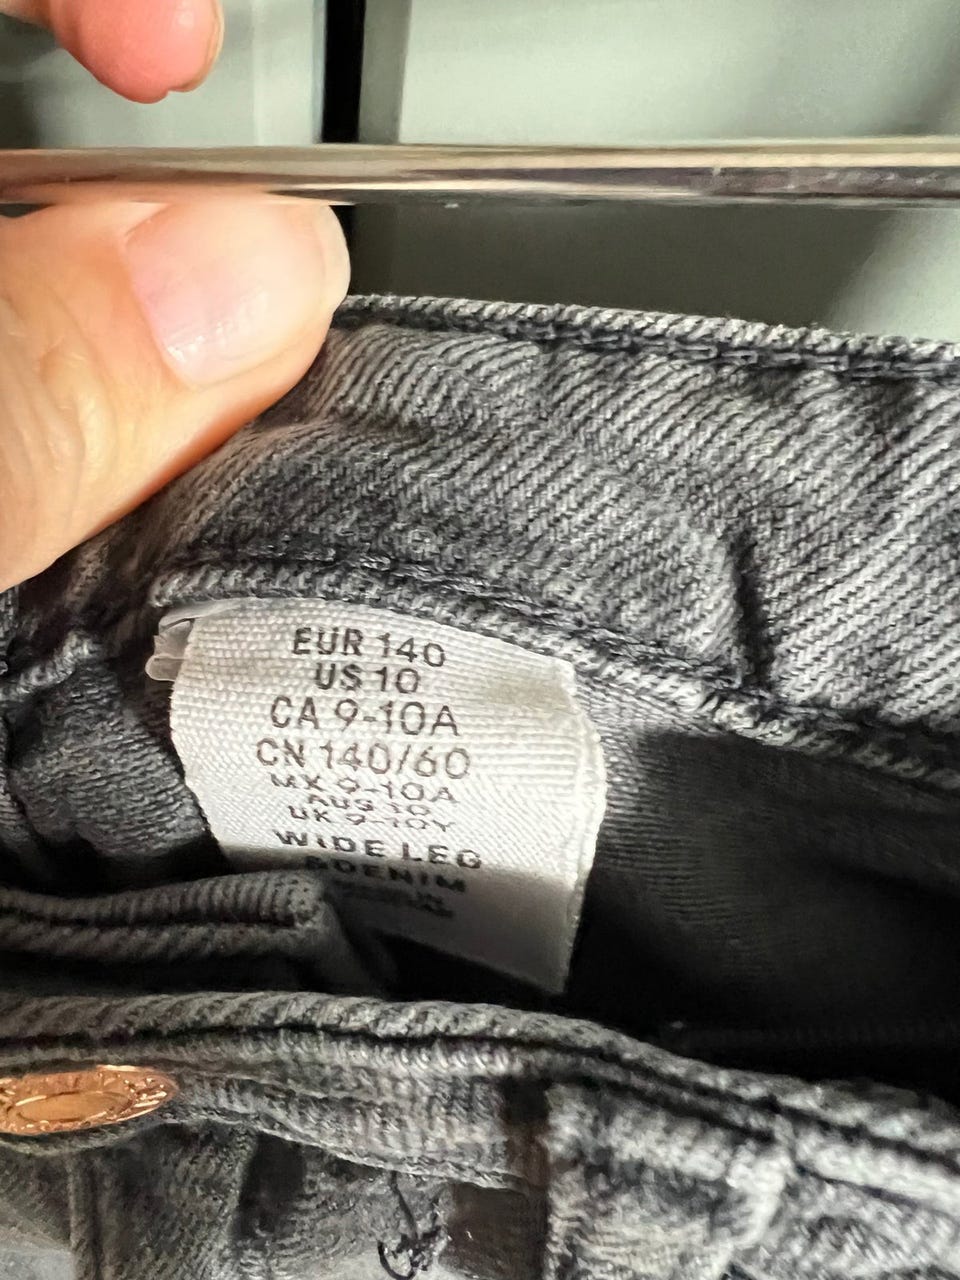 EUR 140
US 10
CA 9-10A
CN 140/60
MX 9-10A
AUS 10
UK 9-10Y
WIDE LEG
DENIM